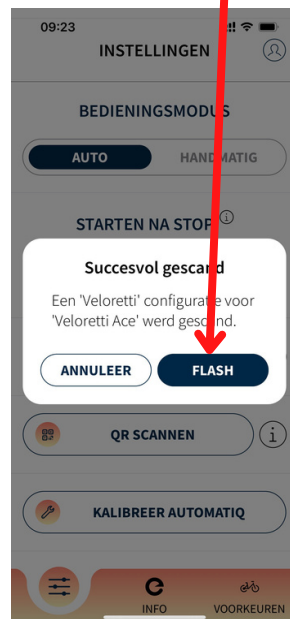 09:23
INSTELLINGEN
BEDIENINGSMODUS
AUTO HANDMATIG
STARTEN NA STOP i
Succesvol gescand
Een 'Veloretti' configuratie voor
'Veloretti Ace' werd gescand.
ANNULEER FLASH
QR SCANNEN i
KALIBREER AUTOMATIQ
INFO VOORKEUREN